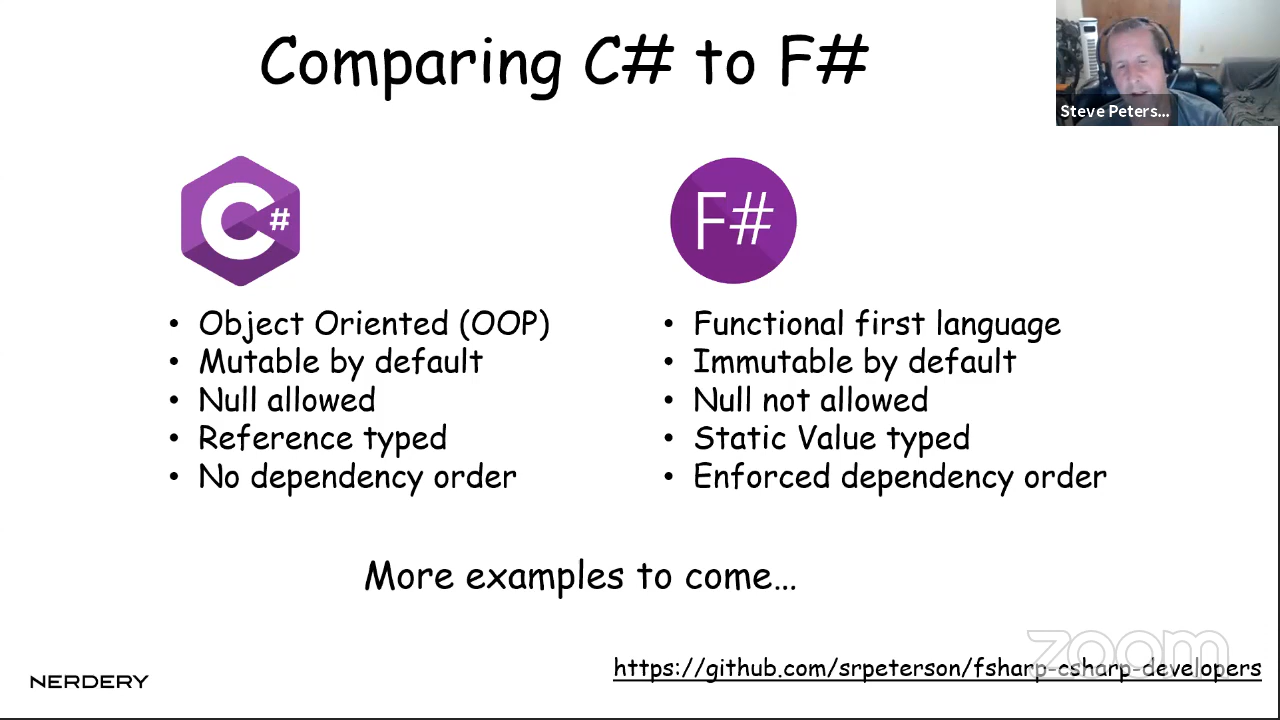 Comparing C# to F#
Steve Peters...
C#
F#
• Object Oriented (OOP)
• Mutable by default
• Null allowed
• Reference typed
• No dependency order
• Functional first language
• Immutable by default
• Null not allowed
• Static Value typed
• Enforced dependency order
More examples to come...
zoom
https://github.com/srpeterson/fsharp-csharp-developers
NERDERY